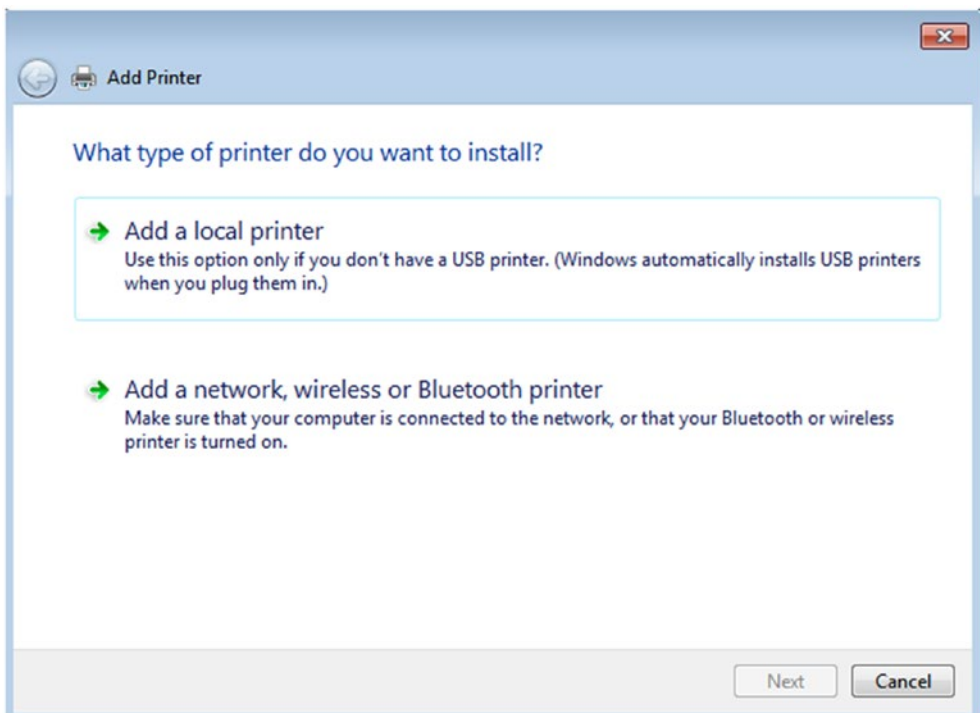 Add Printer
What type of printer do you want to install?
Add a local printer
Use this option only if you don't have a USB printer. (Windows automatically installs USB printers
when you plug them in.)
Add a network, wireless or Bluetooth printer
Make sure that your computer is connected to the network, or that your Bluetooth or wireless
printer is turned on.
Next Cancel